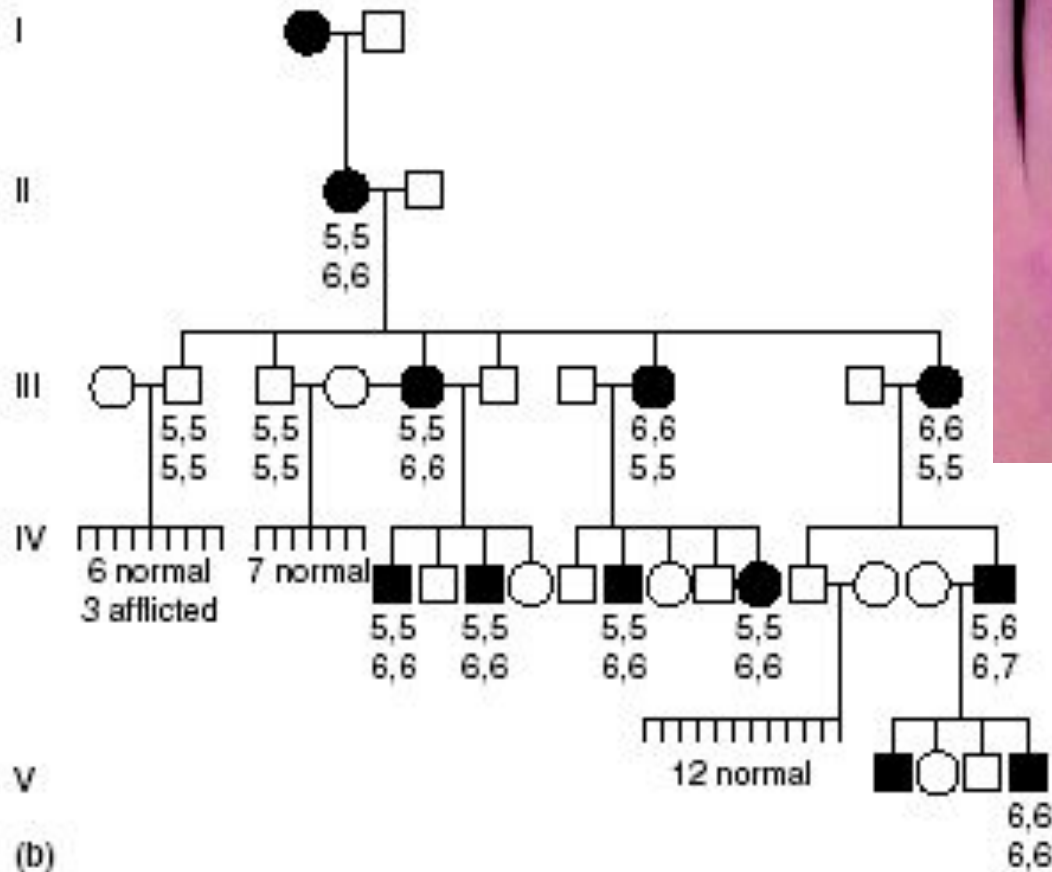 I
II
5,5
6,6
III
5,5 5,5 5,5 6,6 6,6
5,5 5,5 6,6 5,5 5,5
IV
6 normal 7 normal
3 afflicted
5,5 5,5 5,5 5,5 5,6
6,6 6,6 6,6 6,6 6,7
V
12 normal
6,6
6,6
(b)